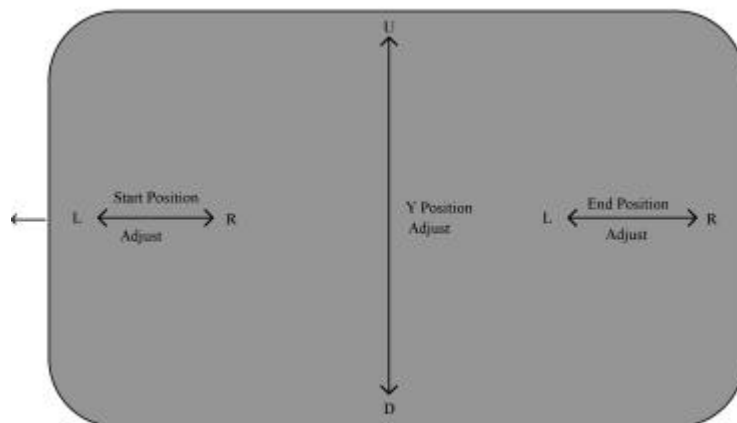 U
Start Position
L R
Adjust
Y Position
Adjust
End Position
L R
Adjust
D